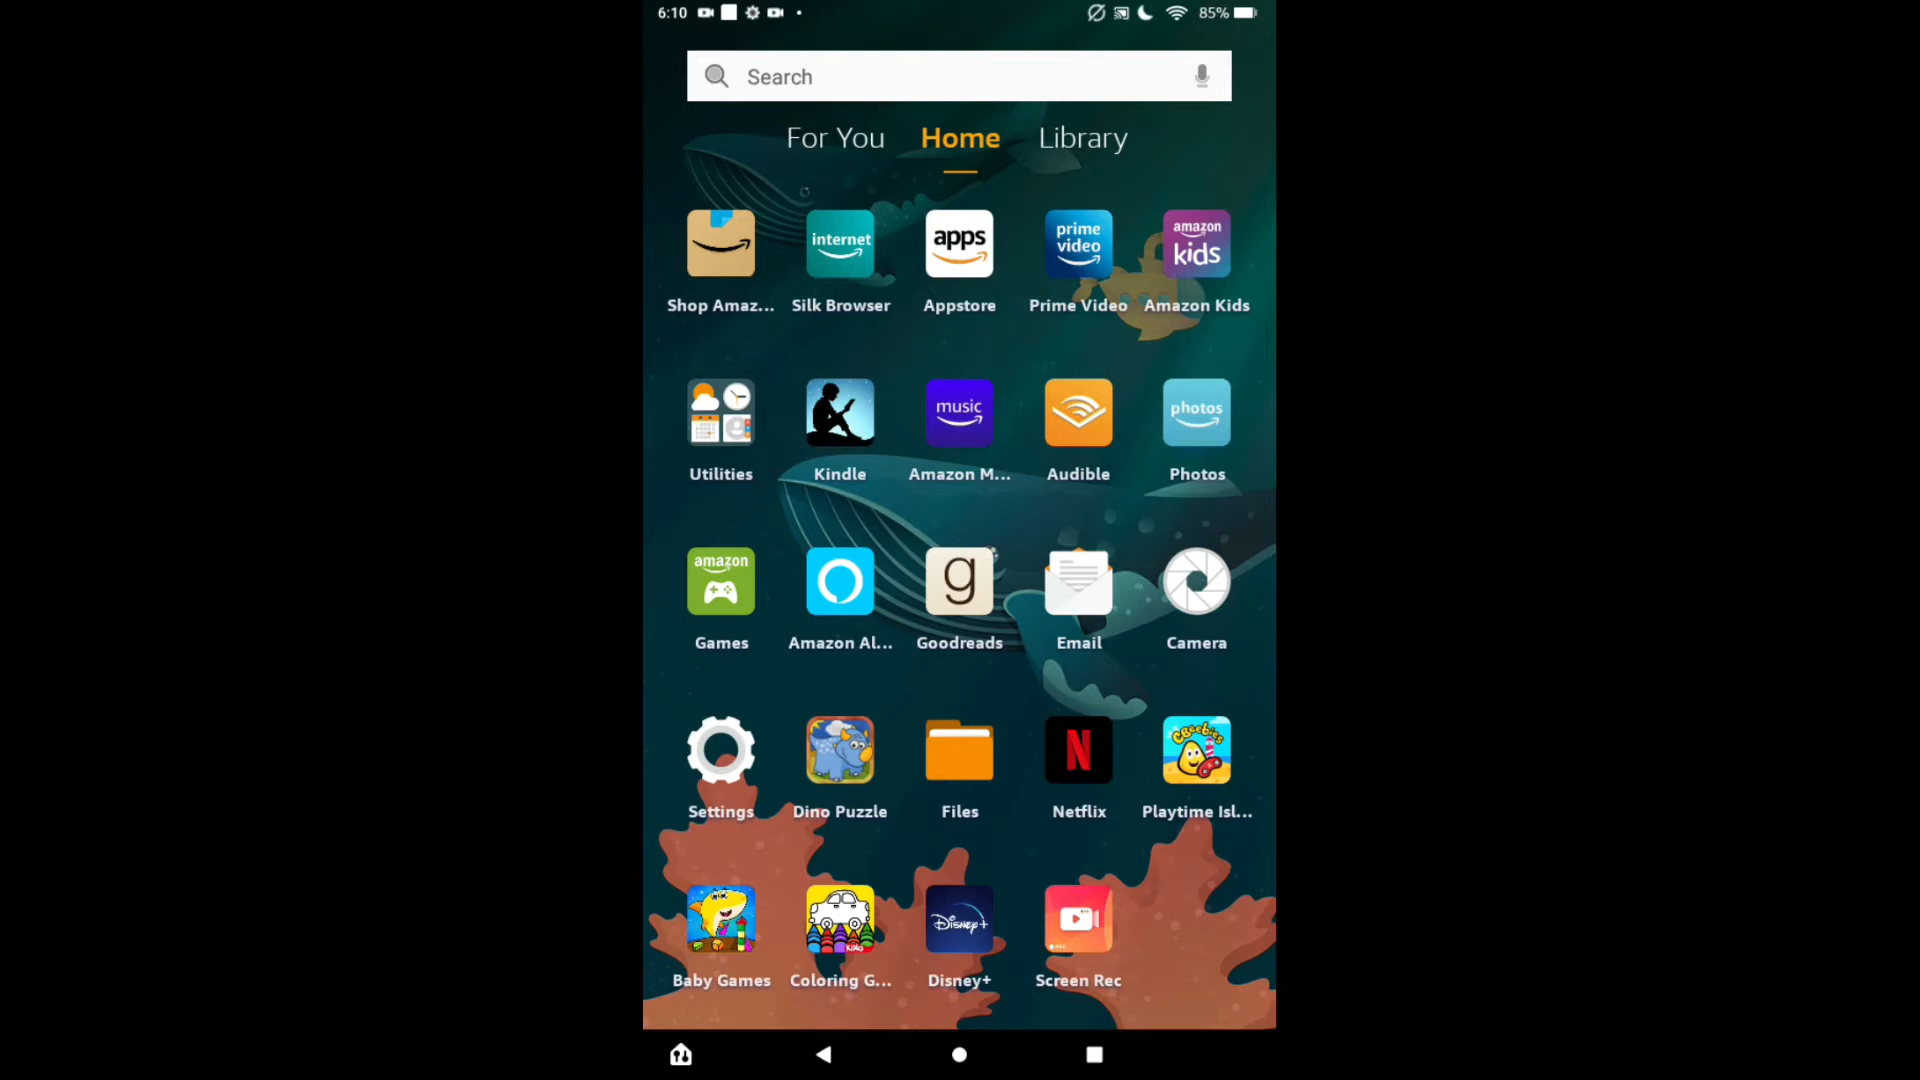 6:10
85%
Search
For You Home Library
internet
apps
prime
video
amazon
kids
Shop Amaz... Silk Browser Appstore Prime Video Amazon Kids
music
photos
Utilities Kindle Amazon M... Audible Photos
amazon
g
Games Amazon Al... Goodreads Email Camera
N
CBeebies
Settings Dino Puzzle Files Netflix Playtime Isl...
Disney+
Baby Games Coloring G... Disney+ Screen Rec